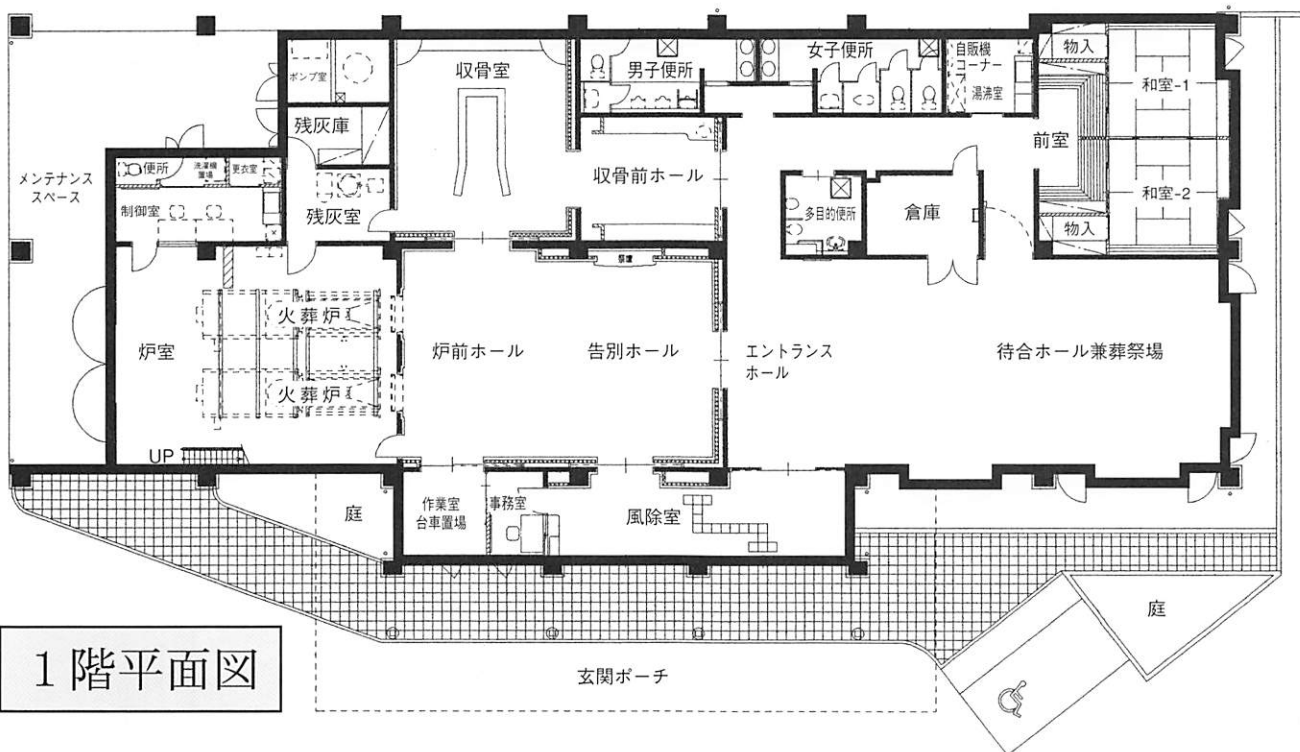 ポンプ室
収骨室
男子便所
女子便所
自販機
コーナー
湯沸室
物入
和室-1
残灰庫
前室
メンテナンス
スペース
便所
洗濯機
置場
更衣室
収骨前ホール
制御室
残灰室
多目的便所
倉庫
和室-2
物入
祭壇
火葬炉
炉室
炉前ホール
告別ホール
エントランス
ホール
待合ホール兼葬祭場
火葬炉
UP
庭
作業室
台車置場
事務室
風除室
庭
1階平面図
玄関ポーチ